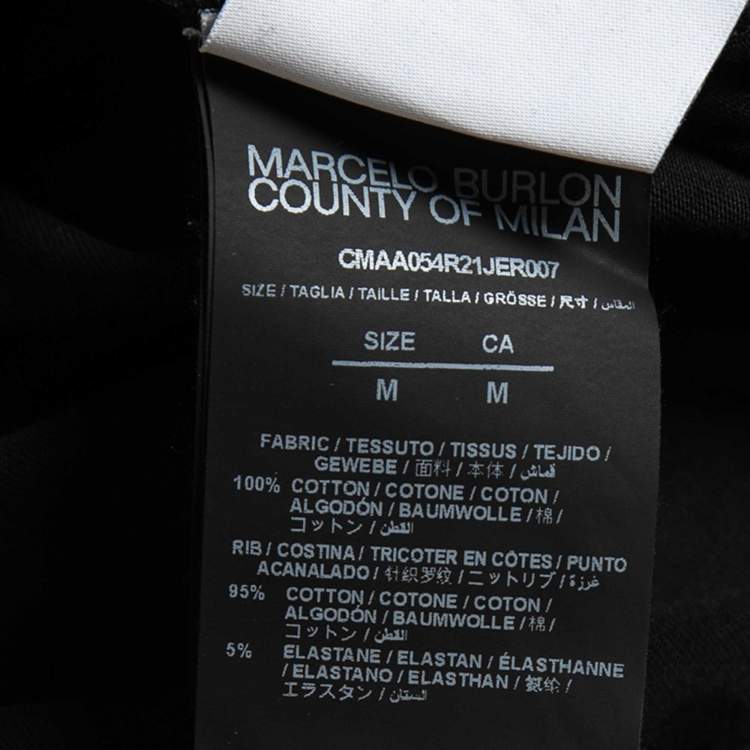 MARCELO BURLON
COUNTY OF MILAN
CMAA054R21JER007
SIZE / TAGLIA / TAILLE / TALLA / GRÖSSE / 尺寸 / المقاس
SIZE CA
M M
FABRIC / TESSUTO / TISSUS / TEJIDO /
GEWEBE / 面料 / 本体 / قماش
100% COTTON / COTONE / COTON /
ALGODÓN / BAUMWOLLE / 棉 /
コットン / القطن
RIB / COSTINA / TRICOTER EN CÔTES / PUNTO
ACANALADO / 针织罗纹 / ニットリブ / غرزة
95% COTTON / COTONE / COTON /
ALGODÓN / BAUMWOLLE / 棉 /
コットン / القطن
5% ELASTANE / ELASTAN / ÉLASTHANNE
/ ELASTANO / ELASTHAN / 氨纶 /
エラスタン /